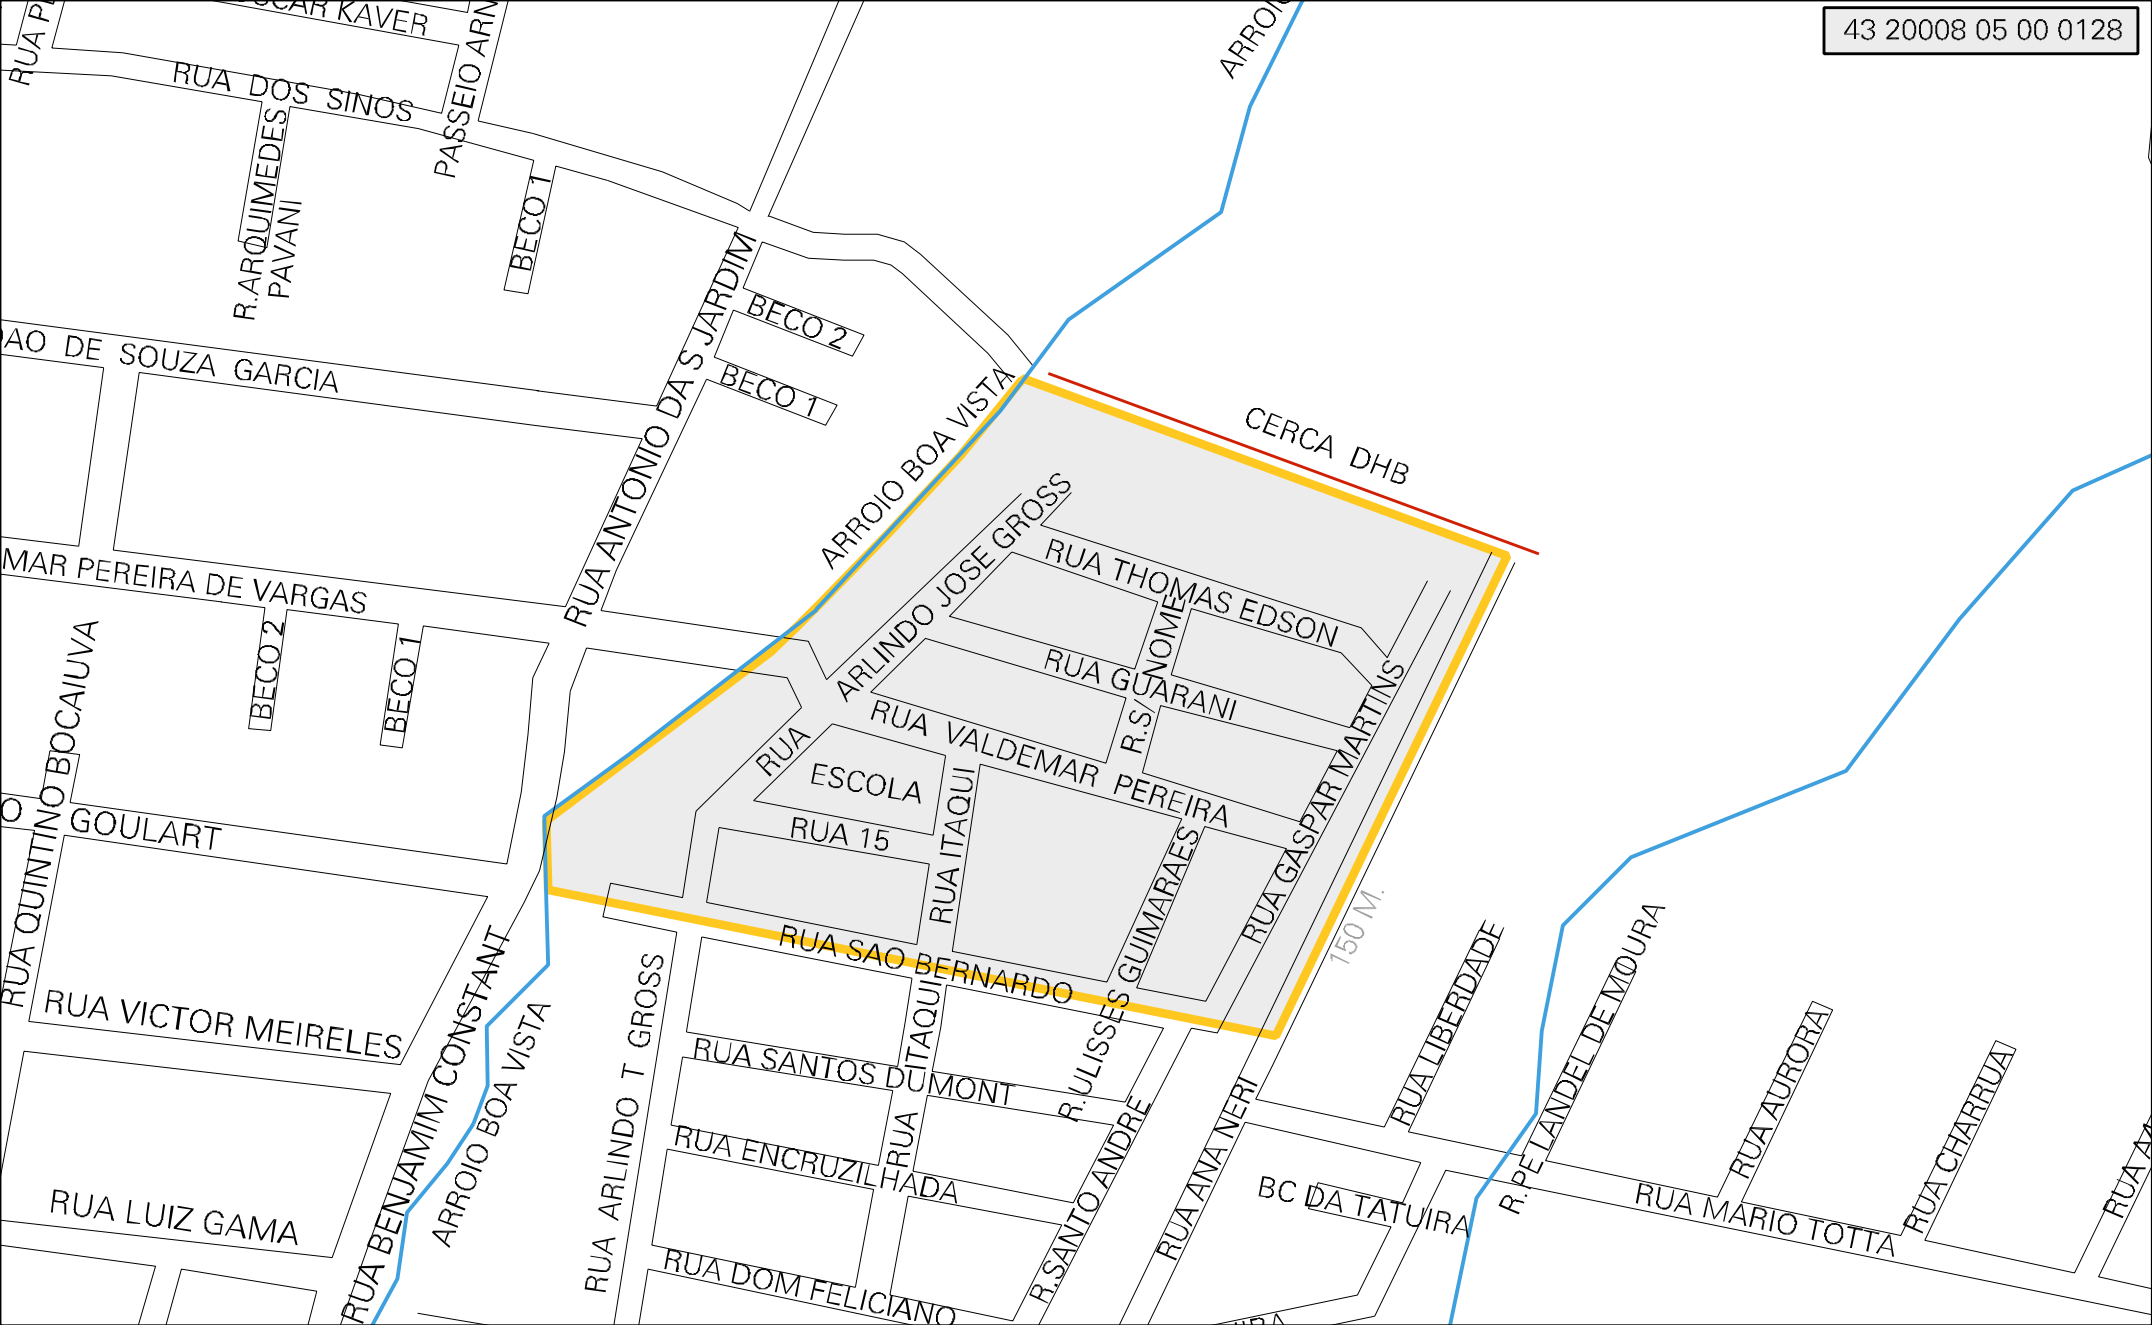 43 20008 05 00 0128
OSCAR KAVER
RUA
PASSEIO ARN
ARROIO
RUA DOS SINOS
R.ARQUIMEDES
PAVANI
BECO 1
RUA ANTONIO DA S JARDIM
BECO 2
BECO 1
OAO DE SOUZA GARCIA
ARROIO BOA VISTA
CERCA DHB
MAR PEREIRA DE VARGAS
BECO 2
BECO 1
RUA QUINTINO BOCAIUVA
RUA ARLINDO JOSE GROSS
RUA THOMAS EDSON
R.S/ NOME
RUA GUARANI
RUA VALDEMAR PEREIRA
RUA GASPAR MARTINS
ESCOLA
RUA 15
RUA ITAQUI
R.ULISSES GUIMARAES
O GOULART
RUA SAO BERNARDO
150 M.
RUA VICTOR MEIRELES
RUA BENJAMIM CONSTANT
ARROIO BOA VISTA
RUA ARLINDO T GROSS
RUA SANTOS DUMONT
RUA ITAQUI
RUA ENCRUZILHADA
RUA DOM FELICIANO
R.SANTO ANDRE
RUA ANA NERI
RUA LIBERDADE
R.PE LANDEL DE MOURA
RUA AURORA
RUA CHARRUA
RUA
BC DA TATUIRA
RUA MARIO TOTTA
RUA LUIZ GAMA